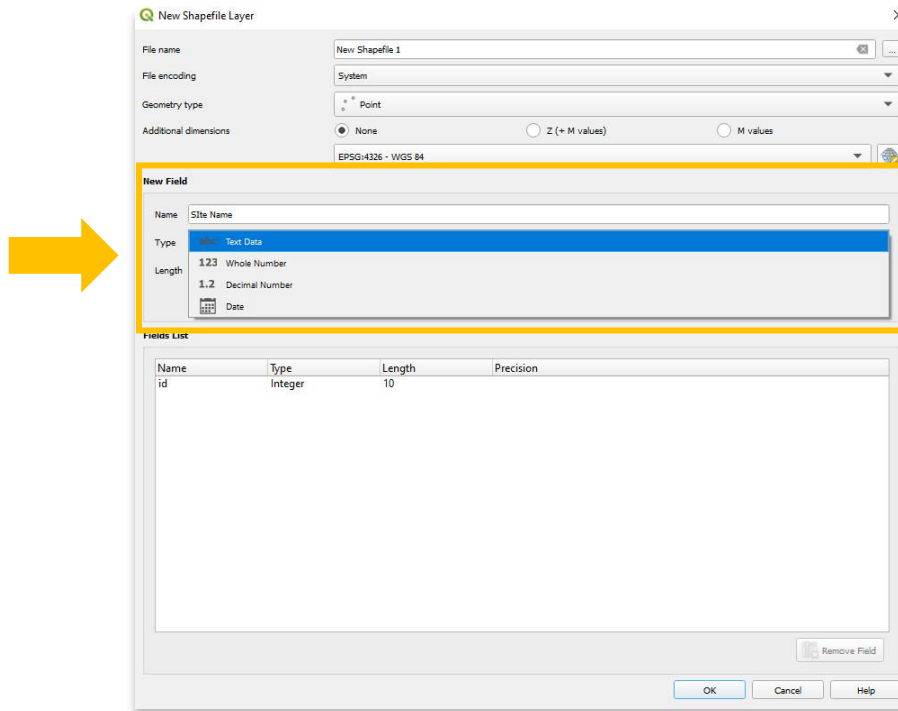 New Shapefile Layer
File name New Shapefile 1 ...
File encoding System
Geometry type Point
Additional dimensions None Z (+ M values) M values
EPSG:4326 - WGS 84
New Field
Name SIte Name
Type abc Text Data
123 Whole Number
Length
1.2 Decimal Number
Date
Fields List
Name Type Length Precision
id Integer 10
Remove Field
OK Cancel Help